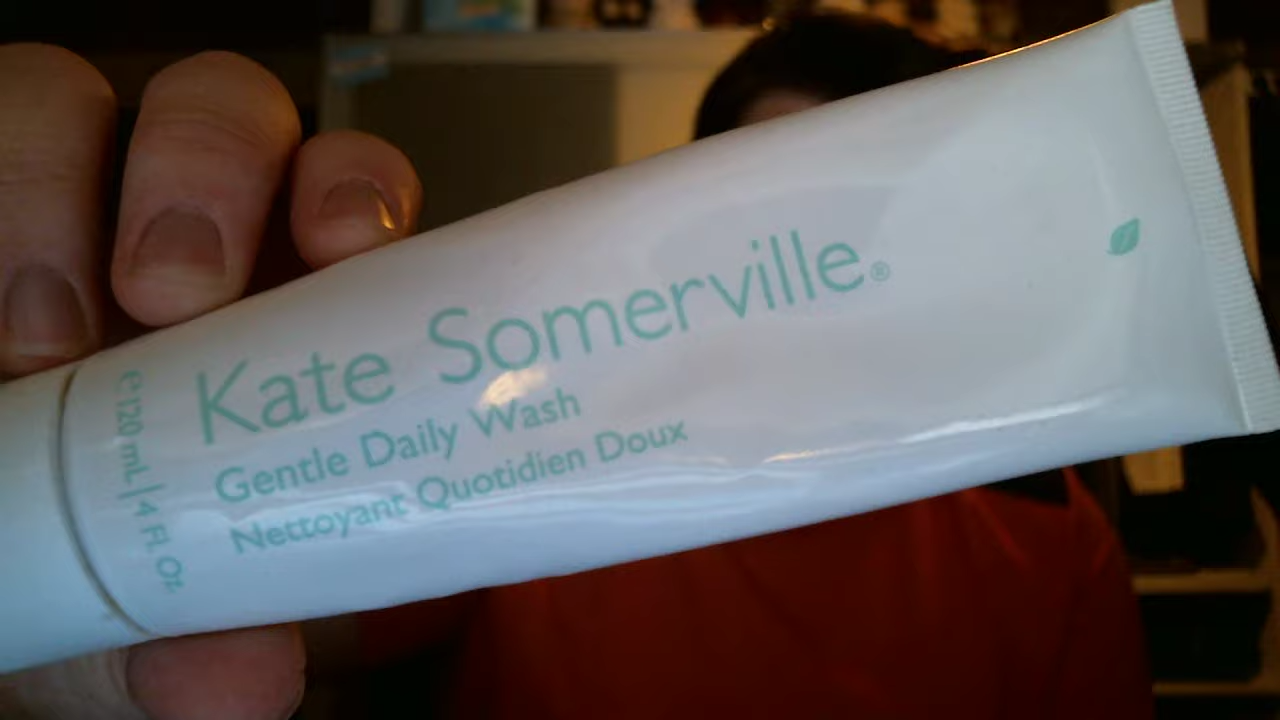 Kate Somerville®
Gentle Daily Wash
Nettoyant Quotidien Doux
e 120 mL | 4 Fl. Oz.